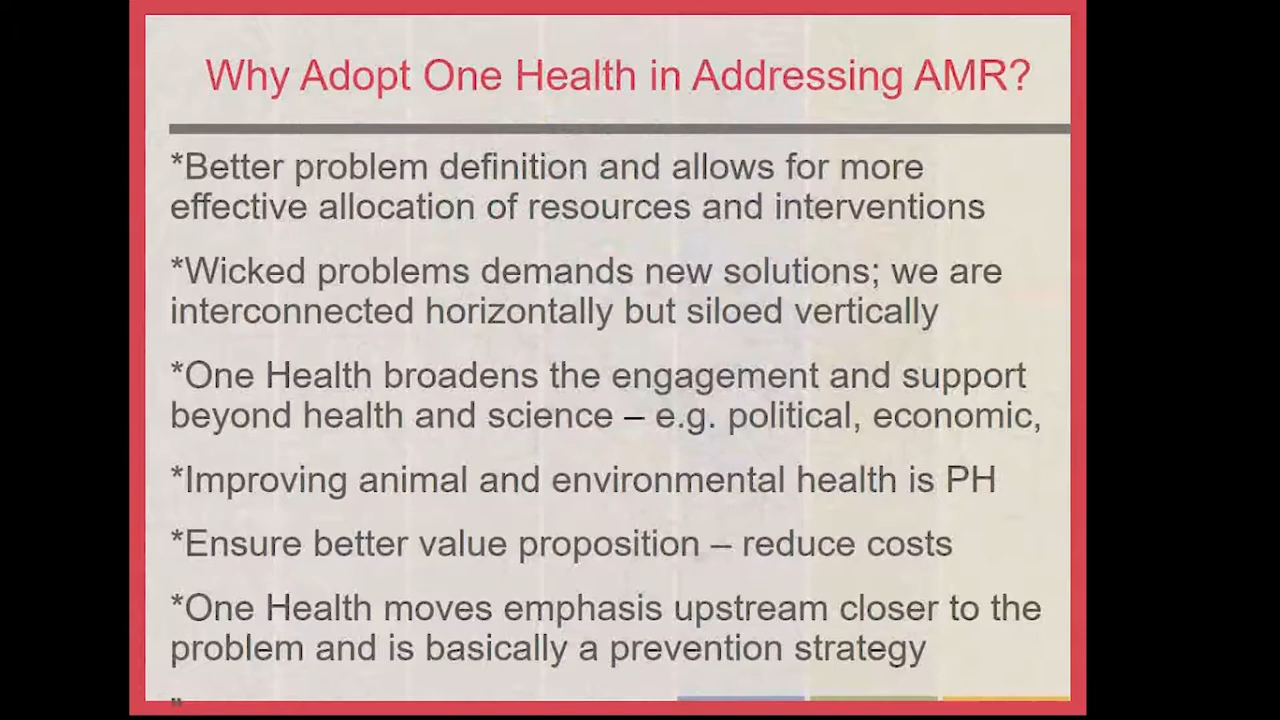 Why Adopt One Health in Addressing AMR?
*Better problem definition and allows for more
effective allocation of resources and interventions
*Wicked problems demands new solutions; we are
interconnected horizontally but siloed vertically
*One Health broadens the engagement and support
beyond health and science – e.g. political, economic,
*Improving animal and environmental health is PH
*Ensure better value proposition – reduce costs
*One Health moves emphasis upstream closer to the
problem and is basically a prevention strategy
"